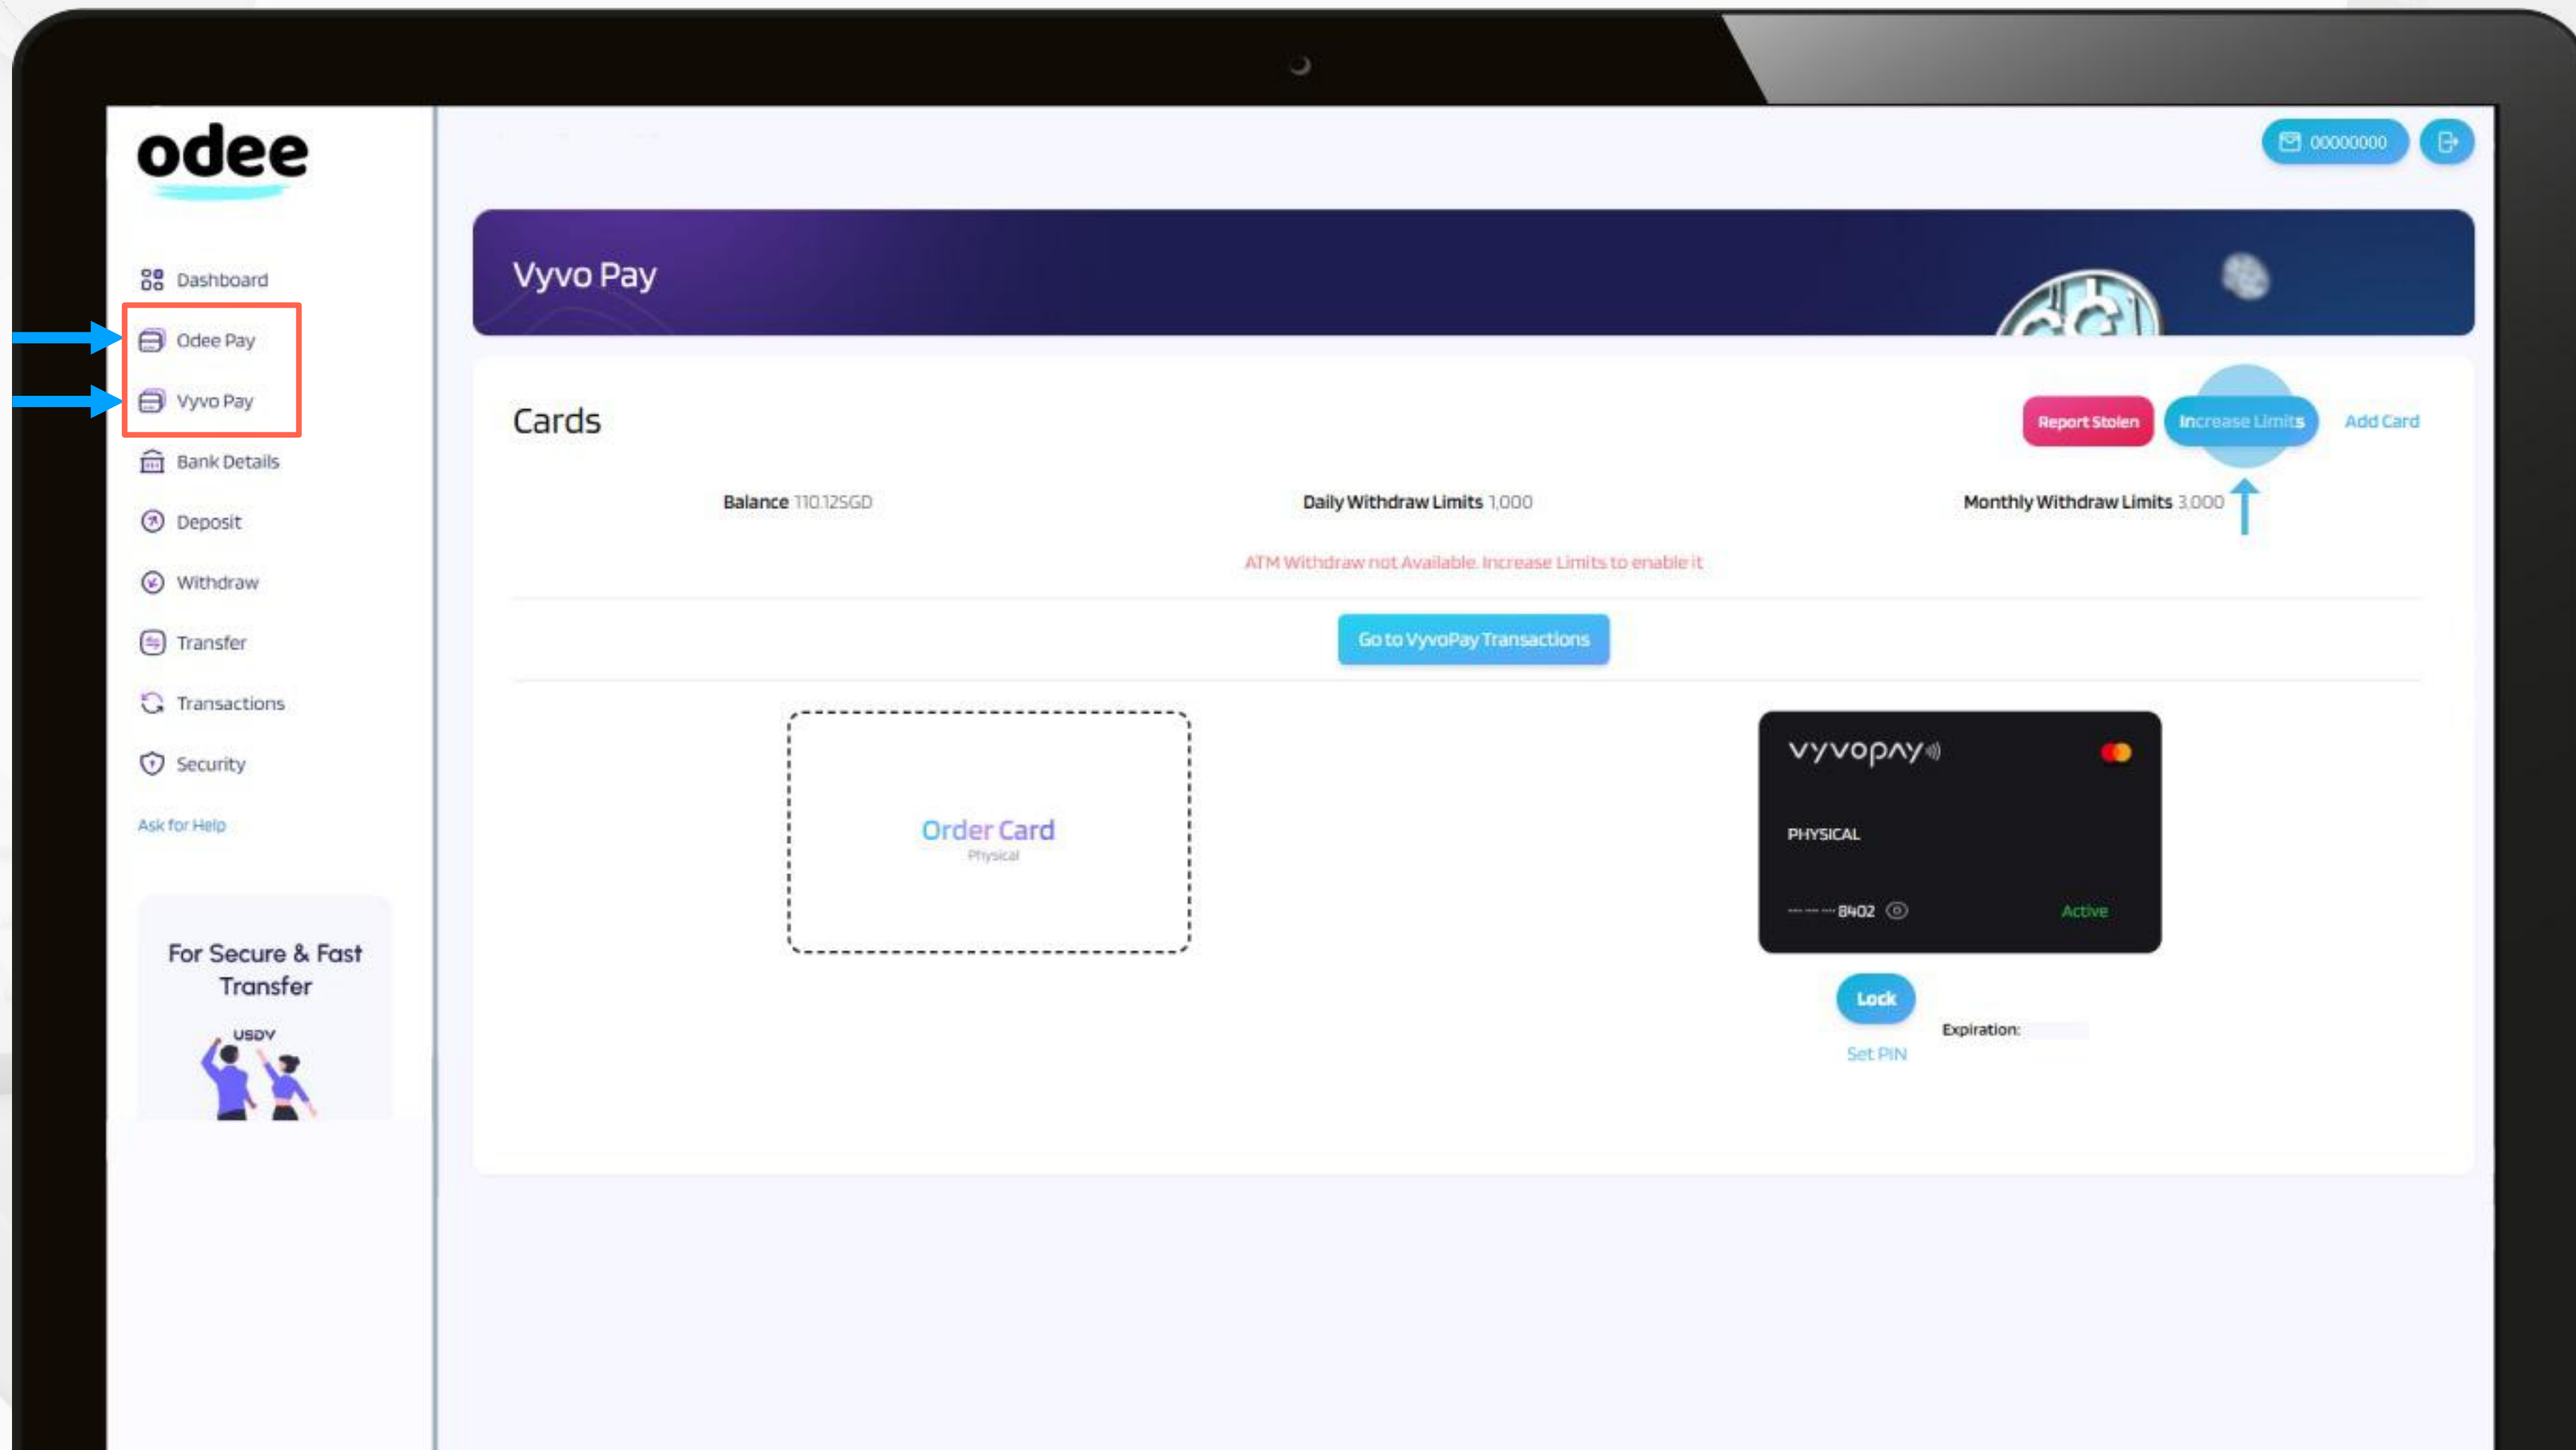 odee
00000000
Dashboard
Odee Pay
Vyvo Pay
Bank Details
Deposit
Withdraw
Transfer
Transactions
Security
Ask for Help
For Secure & Fast
Transfer
USDV
Vyvo Pay
Cards
Report Stolen
Increase Limits
Add Card
Balance 110.12SGD
Daily Withdraw Limits 1,000
Monthly Withdraw Limits 3,000
ATM Withdraw not Available. Increase Limits to enable it
Go to VyvoPay Transactions
Order Card
Physical
vyvopay
PHYSICAL
8402
Active
Lock
Expiration:
Set PIN